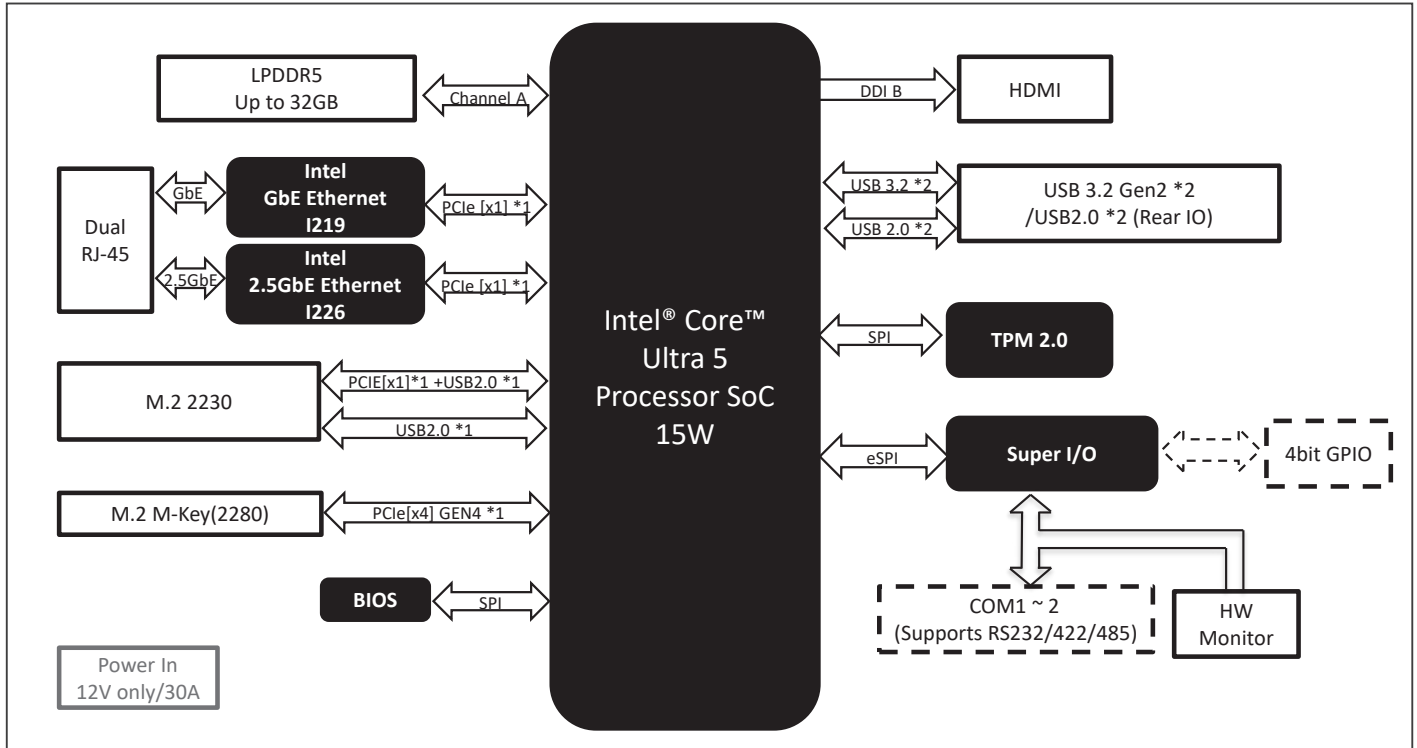 LPDDR5
Up to 32GB
Channel A
Dual
RJ-45
GbE
2.5GbE
Intel
GbE Ethernet
I219
PCIe [x1] *1
Intel
2.5GbE Ethernet
I226
PCIe [x1] *1
M.2 2230
PCIE[x1]*1 +USB2.0 *1
USB2.0 *1
M.2 M-Key(2280)
PCIe[x4] GEN4 *1
BIOS
SPI
Power In
12V only/30A
Intel® Core™
Ultra 5
Processor SoC
15W
DDI B
HDMI
USB 3.2 *2
USB 2.0 *2
USB 3.2 Gen2 *2
/USB2.0 *2 (Rear IO)
SPI
TPM 2.0
eSPI
Super I/O
4bit GPIO
COM1 ~ 2
(Supports RS232/422/485)
HW
Monitor